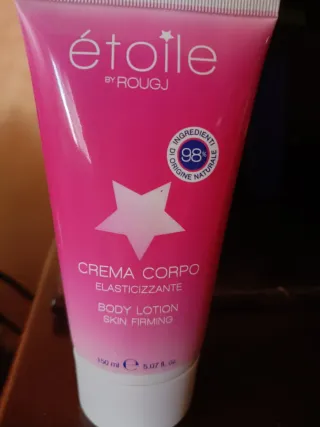 étoile
BY ROUGJ
98%
INGREDIENTI
DI ORIGINE NATURALE
CREMA CORPO
ELASTICIZZANTE
BODY LOTION
SKIN FIRMING
150 ml e 5.07 fl. oz